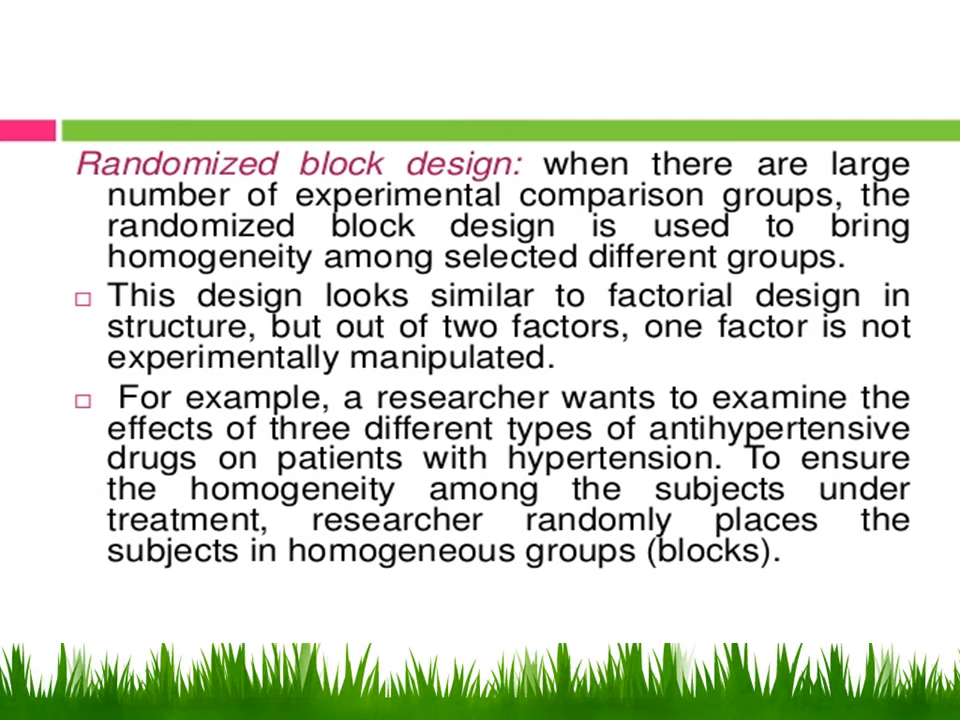 Randomized block design: when there are large
number of experimental comparison groups, the
randomized block design is used to bring
homogeneity among selected different groups.
This design looks similar to factorial design in
structure, but out of two factors, one factor is not
experimentally manipulated.
For example, a researcher wants to examine the
effects of three different types of antihypertensive
drugs on patients with hypertension. To ensure
the homogeneity among the subjects under
treatment, researcher randomly places the
subjects in homogeneous groups (blocks).